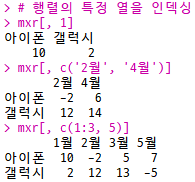 > # 행렬의 특정 열을 인덱싱
> mxr[, 1]
아이폰 갤럭시
10 2
> mxr[, c('2월', '4월')]
2월 4월
아이폰 -2 6
갤럭시 12 14
> mxr[, c(1:3, 5)]
1월 2월 3월 5월
아이폰 10 -2 5 7
갤럭시 2 12 13 -5